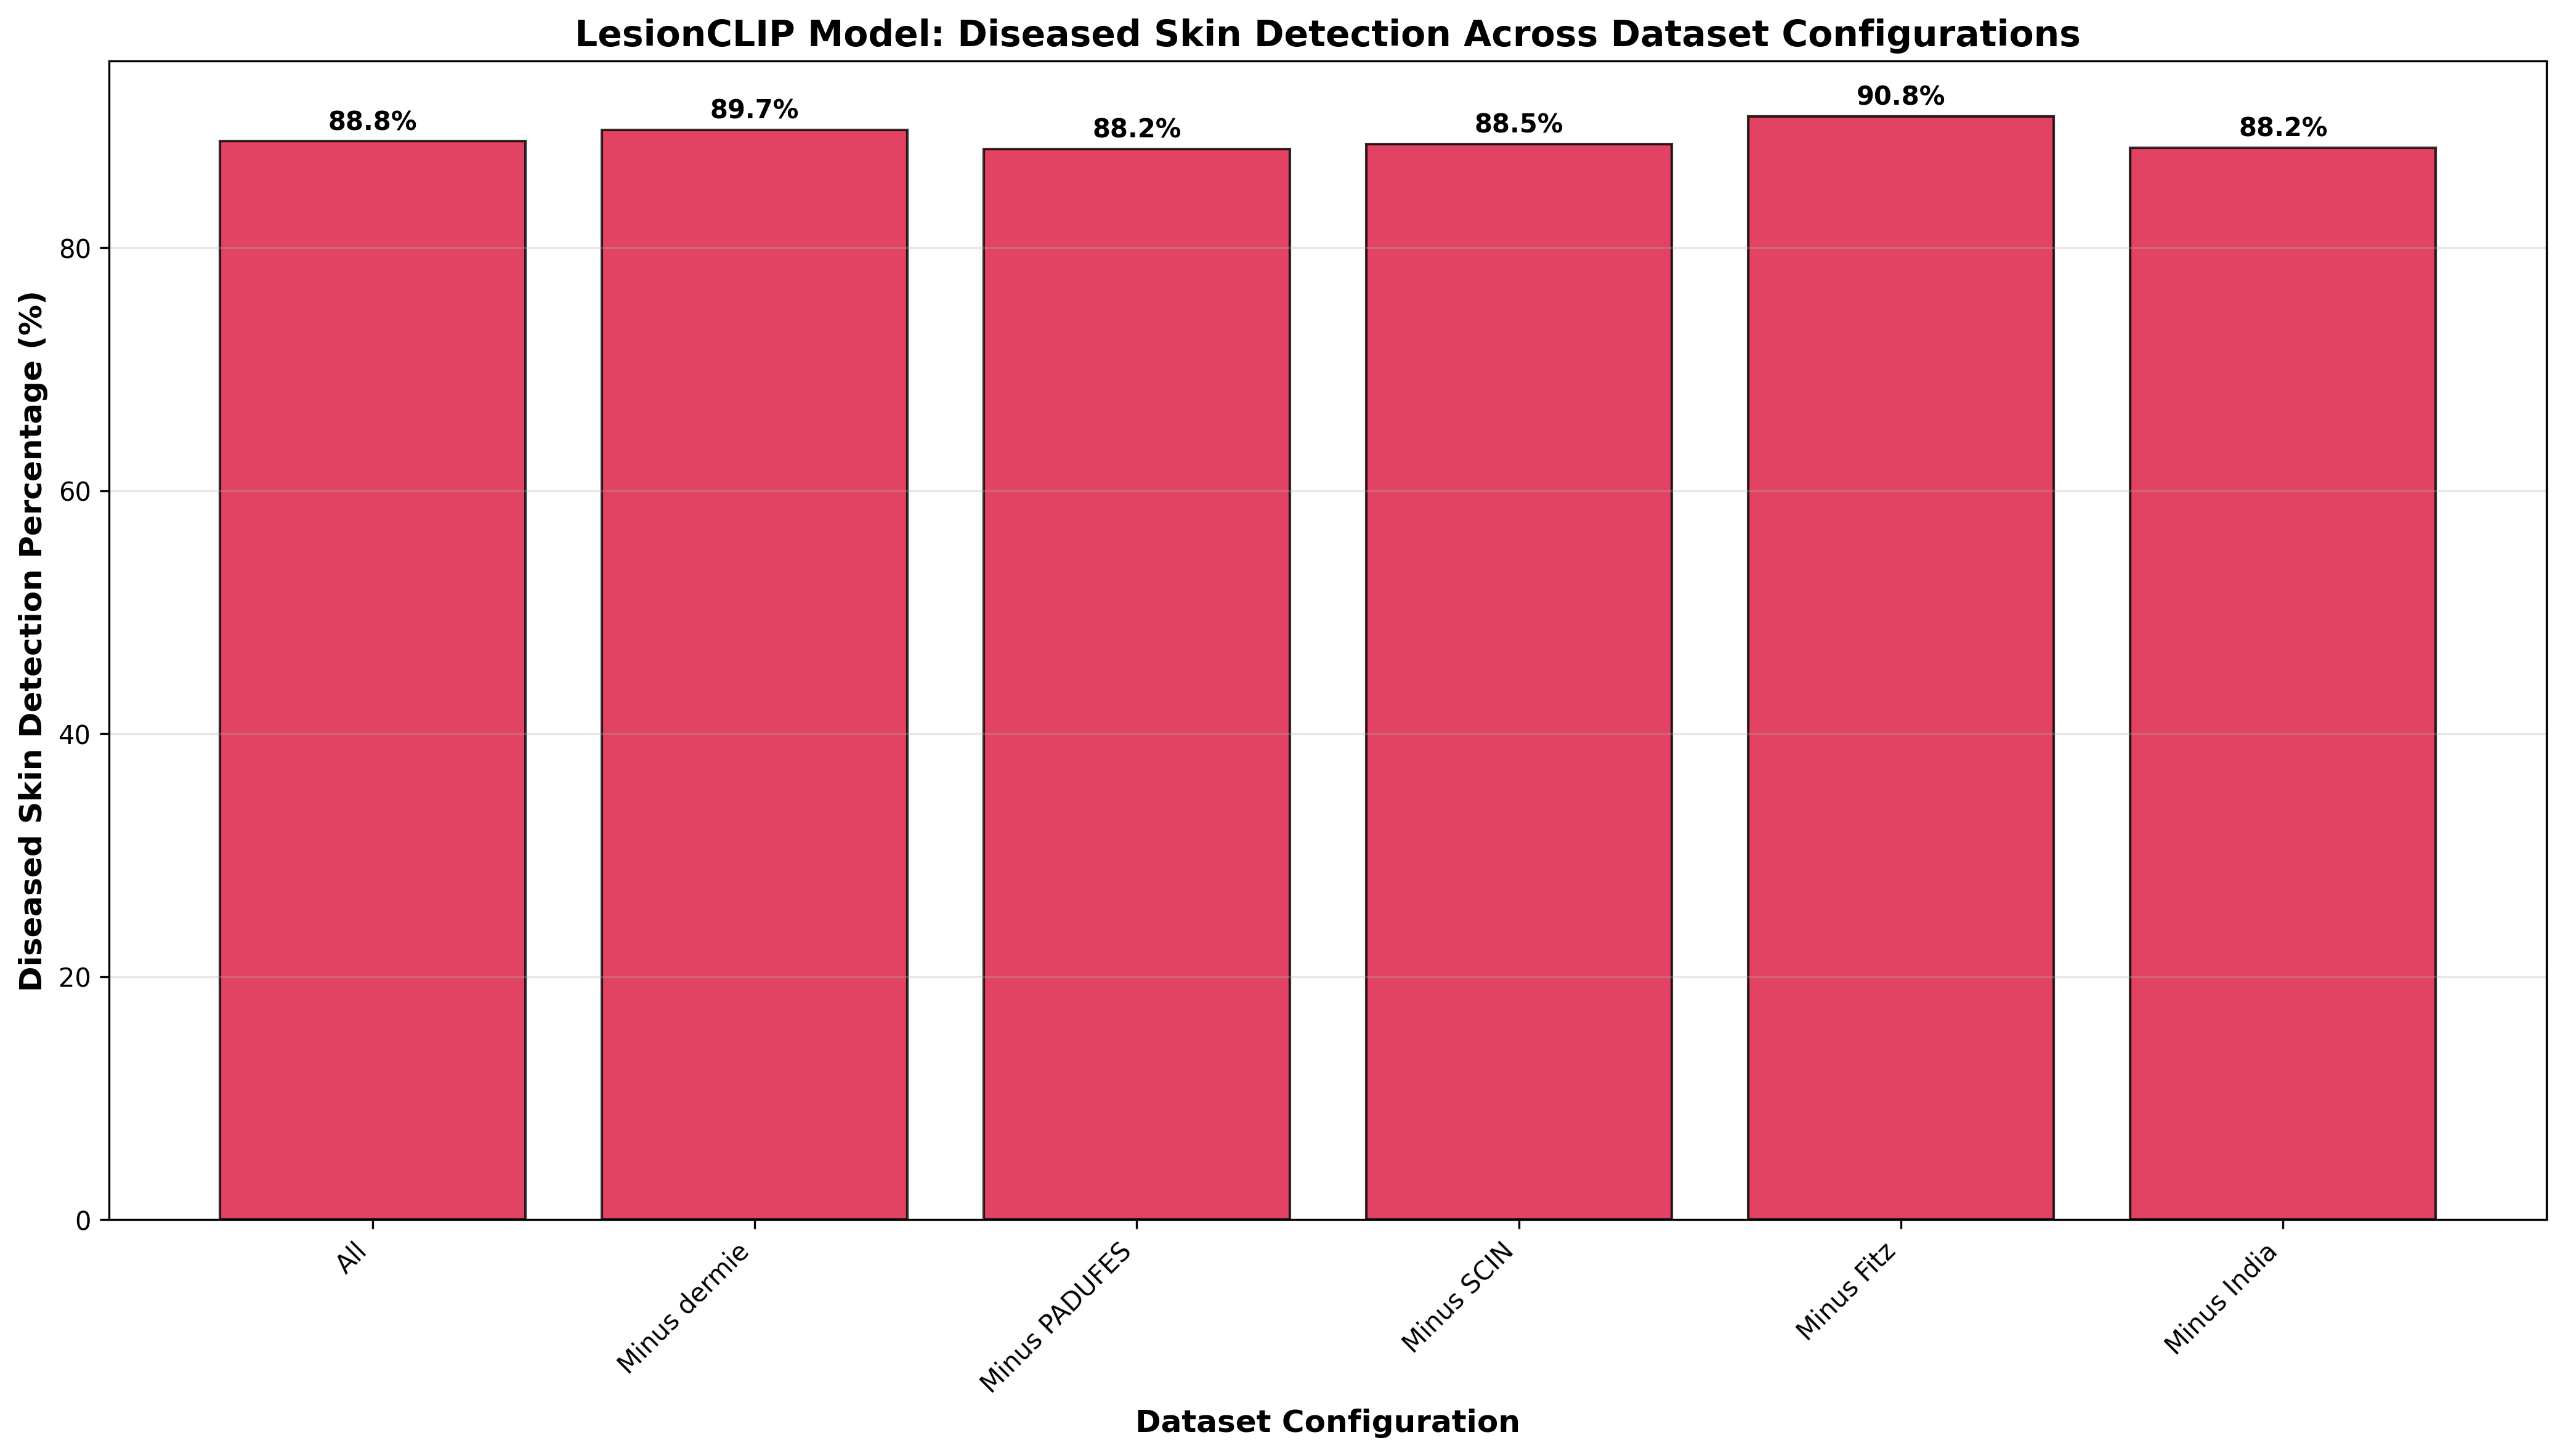 LesionCLIP Model: Diseased Skin Detection Across Dataset Configurations
88.8%
89.7%
88.2%
88.5%
90.8%
88.2%
Diseased Skin Detection Percentage (%)
80
60
40
20
0
All
Minus dermie
Minus PADUFES
Minus SCIN
Minus Fitz
Minus India
Dataset Configuration